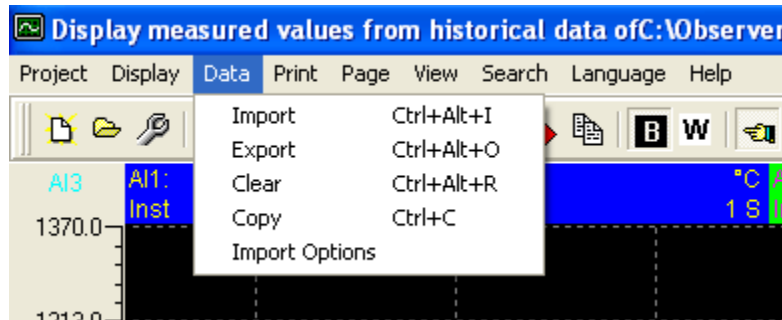 Display measured values from historical data ofC:\Observer
Project Display Data Print Page View Search Language Help
Import Ctrl+Alt+I
Export Ctrl+Alt+O
Clear Ctrl+Alt+R
Copy Ctrl+C
Import Options
B W
AI3 AI1: °C
Inst 1 S
1370.0